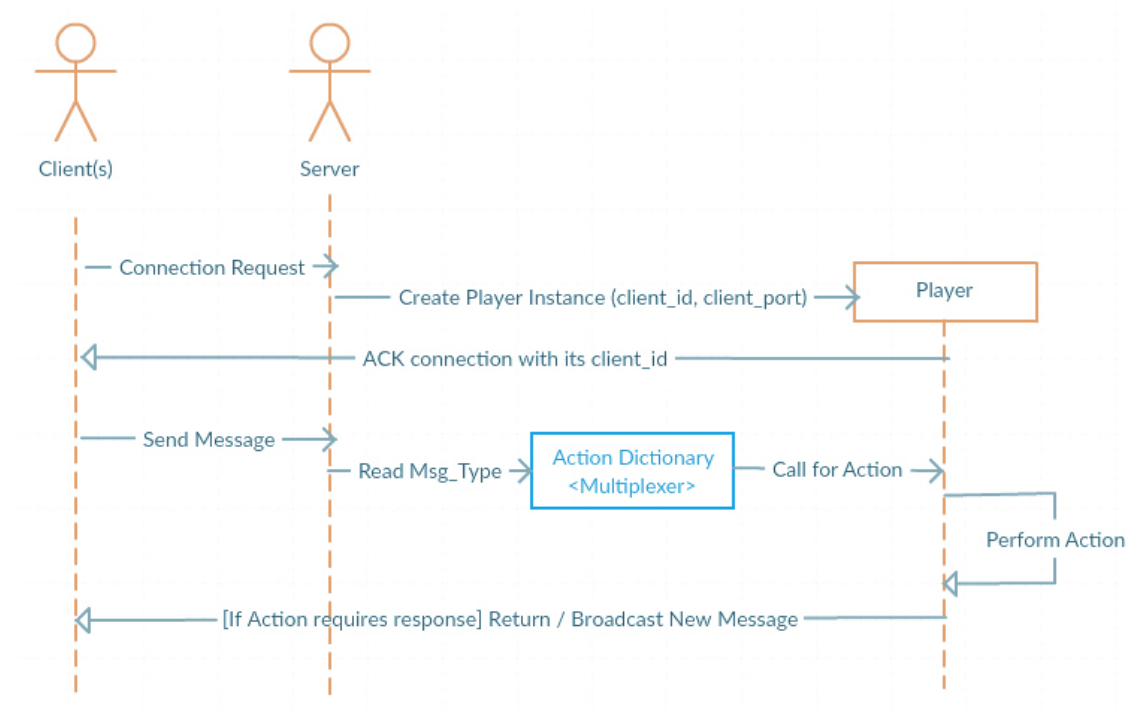 Client(s)
Server
Connection Request
Create Player Instance (client_id, client_port)
Player
ACK connection with its client_id
Send Message
Read Msg_Type
Action Dictionary
<Multiplexer>
Call for Action
Perform Action
[If Action requires response] Return / Broadcast New Message